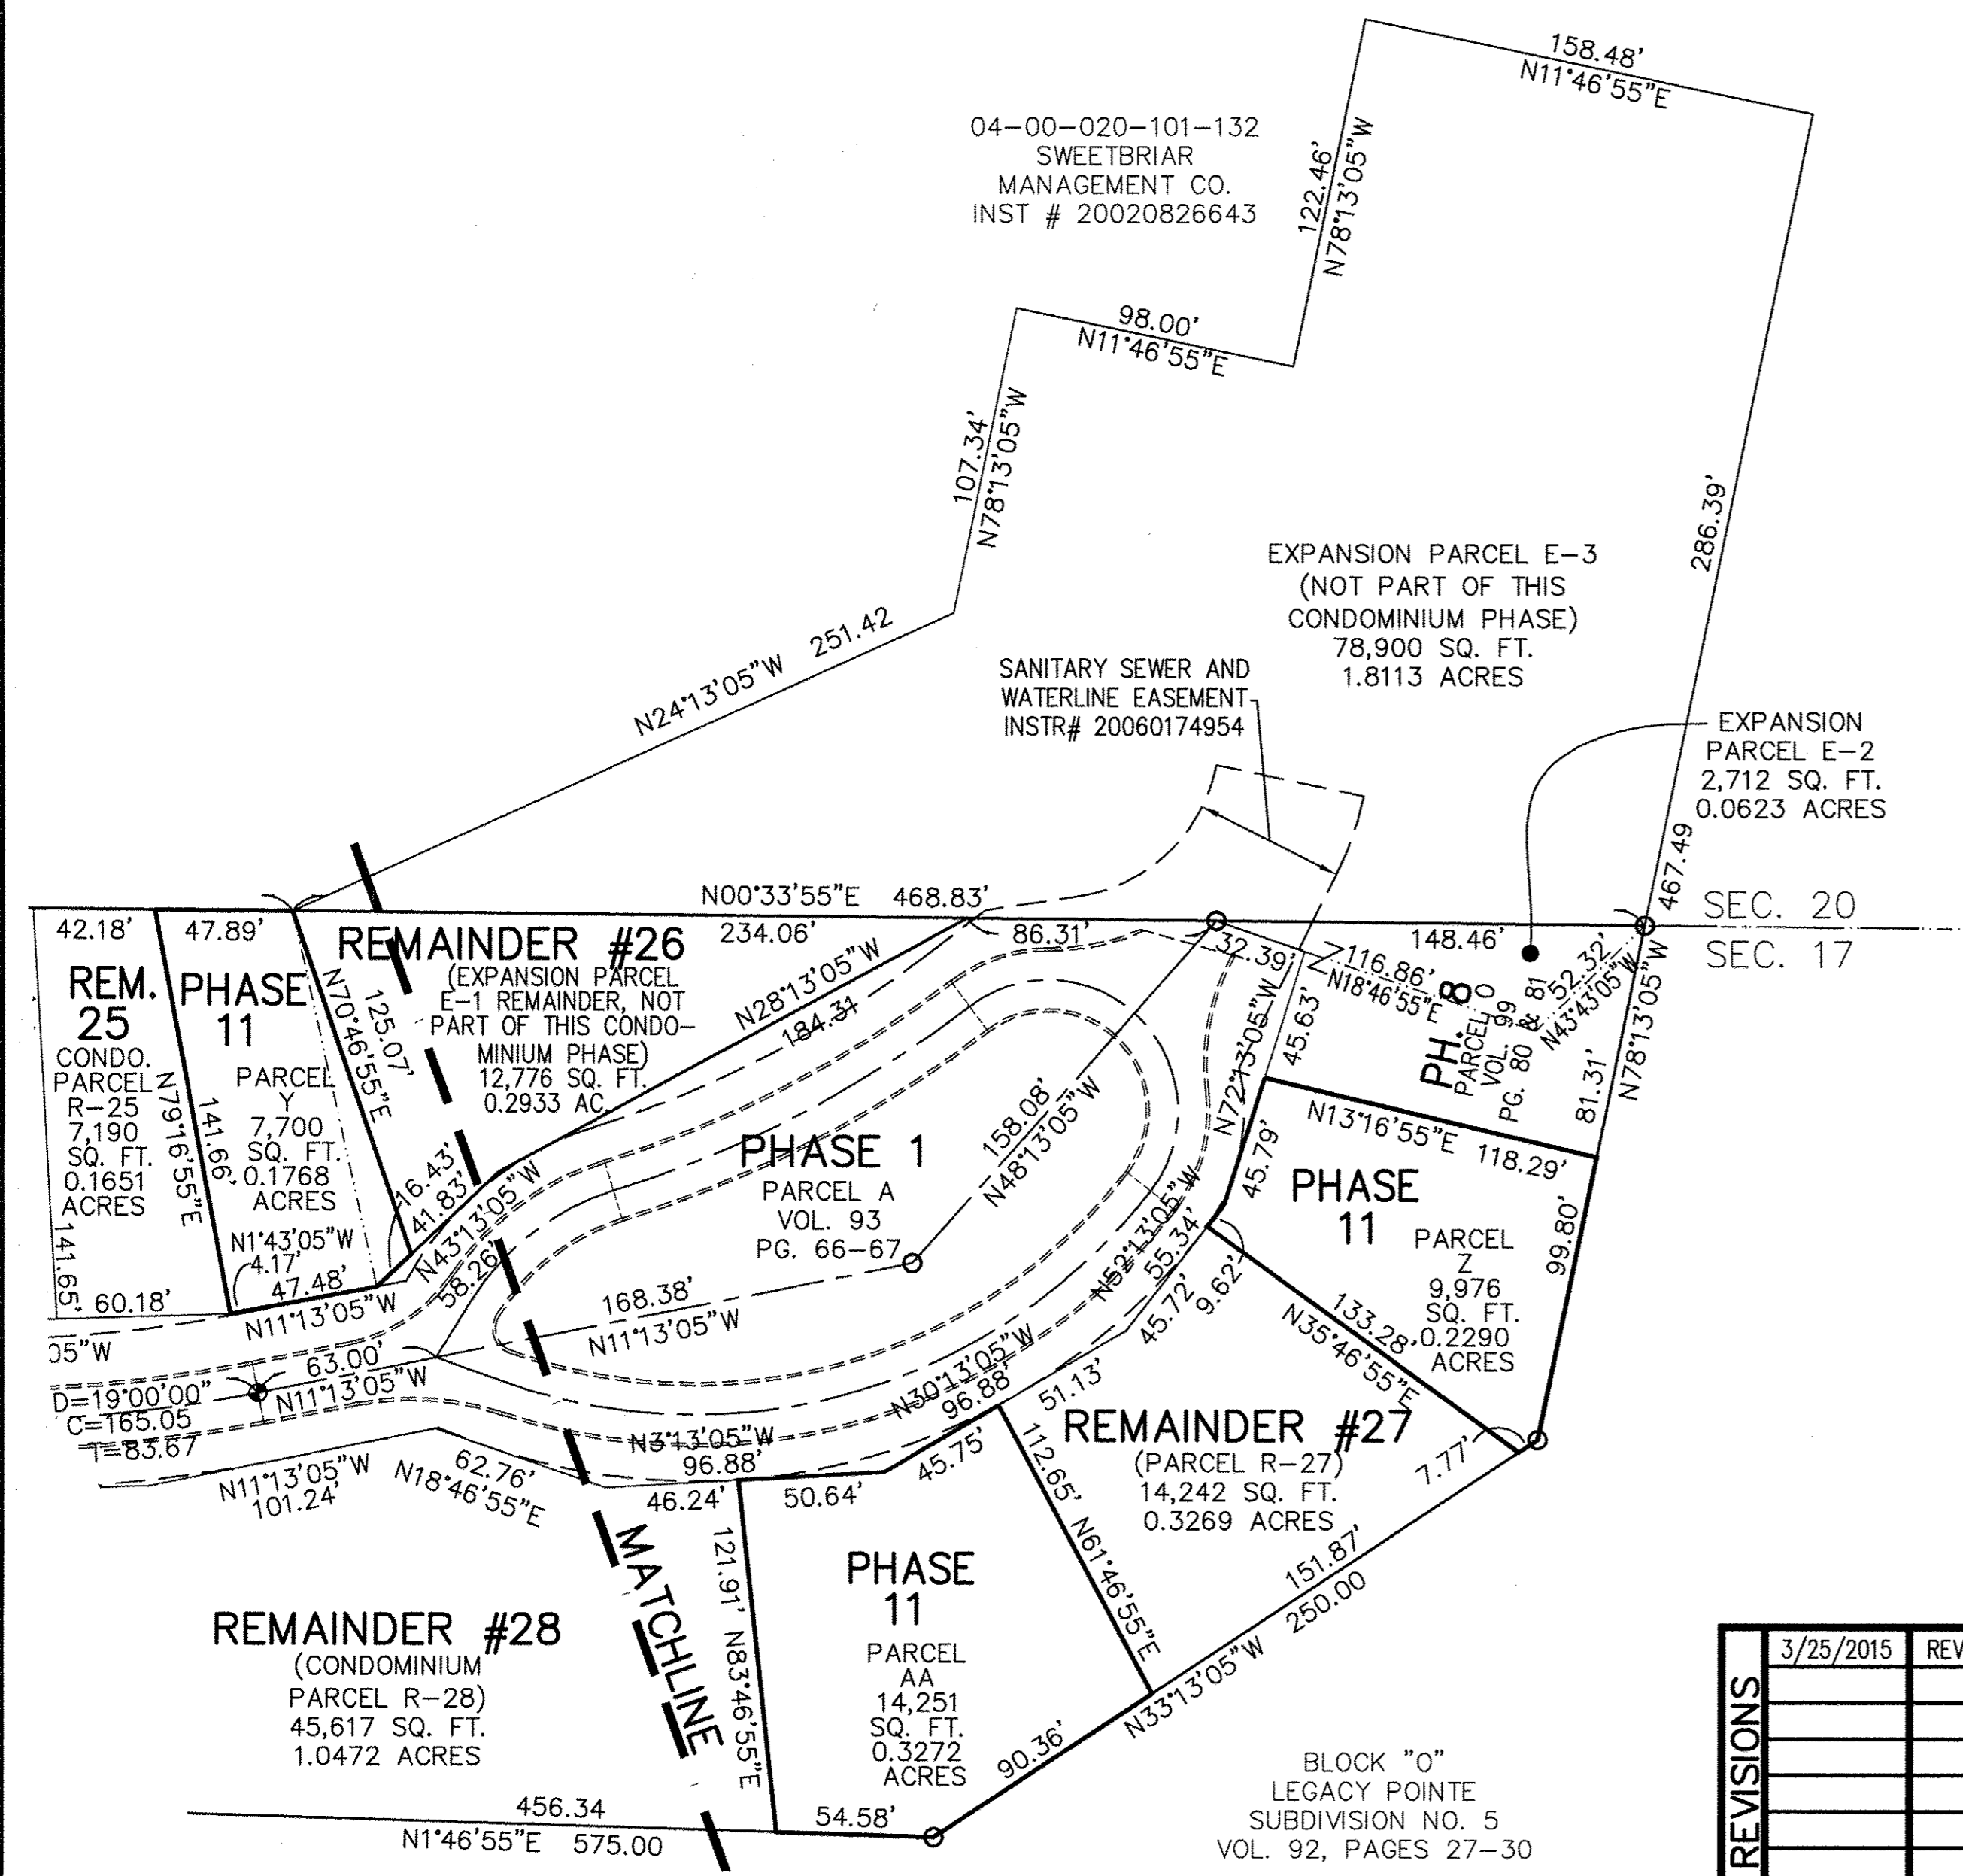 158.48'
N11°46'55"E
04-00-020-101-132
SWEETBRIAR
MANAGEMENT CO.
INST # 20020826643
122.46'
N78°13'05"W
98.00'
N11°46'55"E
107.34'
N78°13'05"W
286.39'
EXPANSION PARCEL E-3
(NOT PART OF THIS
CONDOMINIUM PHASE)
78,900 SQ. FT.
1.8113 ACRES
N24°13'05"W 251.42
SANITARY SEWER AND
WATERLINE EASEMENT
INSTR# 20060174954
EXPANSION
PARCEL E-2
2,712 SQ. FT.
0.0623 ACRES
467.49
SEC. 20
SEC. 17
N00°33'55"E 468.83'
42.18'
47.89'
234.06'
86.31'
148.46'
32.39'
116.86'
N18°46'55"E
52.32'
N43°43'05"W
N78°13'05"W
81.31'
PH. 8
PARCEL O
VOL. 99
PG. 80 & 81
REM.
25
CONDO.
PARCEL
R-25
7,190
SQ. FT.
0.1651
ACRES
141.65'
60.18'
N79°16'55"E
141.66'
PHASE
11
PARCEL
Y
7,700
SQ. FT.
0.1768
ACRES
N70°46'55"E
125.07'
REMAINDER #26
(EXPANSION PARCEL
E-1 REMAINDER, NOT
PART OF THIS CONDO-
MINIUM PHASE)
12,776 SQ. FT.
0.2933 AC.
N28°13'05"W
184.31
N72°13'05"W
45.63'
158.08'
N48°13'05"W
PHASE 1
PARCEL A
VOL. 93
PG. 66-67
16.43'
41.83'
N43°13'05"W
58.26'
N1°43'05"W
4.17'
47.48'
N11°13'05"W
168.38'
N11°13'05"W
N13°16'55"E 118.29'
45.79'
PHASE
11
PARCEL
Z
9,976
SQ. FT.
0.2290
ACRES
99.80'
N52°13'05"W
55.34'
45.72'
9.62'
133.28'
N35°46'55"E
05"W
63.00'
N11°13'05"W
D=19°00'00"
C=165.05
T=83.67
N11°13'05"W
101.24'
62.76'
N18°46'55"E
N3°13'05"W
96.88'
46.24'
50.64'
N30°13'05"W
96.88'
45.75'
51.13'
REMAINDER #27
(PARCEL R-27)
14,242 SQ. FT.
0.3269 ACRES
7.77'
112.65' N61°46'55"E
151.87'
250.00
N33°13'05"W
90.36'
121.91' N83°46'55"E
PHASE
11
PARCEL
AA
14,251
SQ. FT.
0.3272
ACRES
MATCHLINE
REMAINDER #28
(CONDOMINIUM
PARCEL R-28)
45,617 SQ. FT.
1.0472 ACRES
456.34
N1°46'55"E 575.00
54.58'
BLOCK "O"
LEGACY POINTE
SUBDIVISION NO. 5
VOL. 92, PAGES 27-30
REVISIONS
3/25/2015
REV